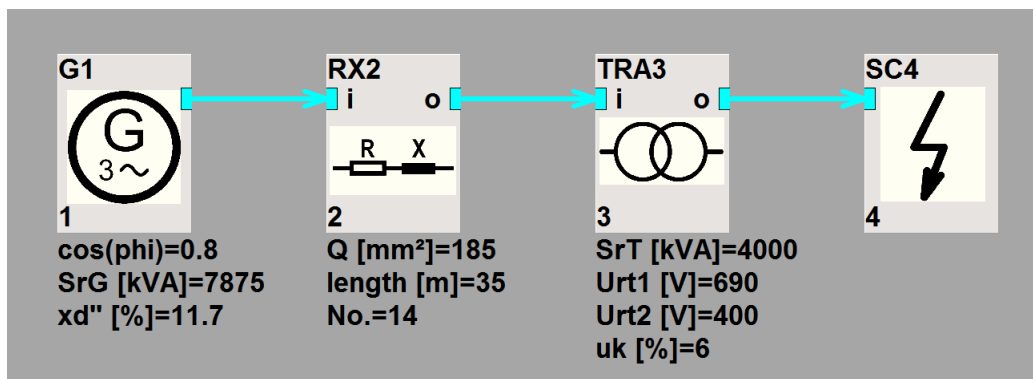 G1
G
3~
1
cos(phi)=0.8
SrG [kVA]=7875
xd" [%]=11.7
RX2
i o
R X
2
Q [mm²]=185
length [m]=35
No.=14
TRA3
i o
3
SrT [kVA]=4000
Urt1 [V]=690
Urt2 [V]=400
uk [%]=6
SC4
4